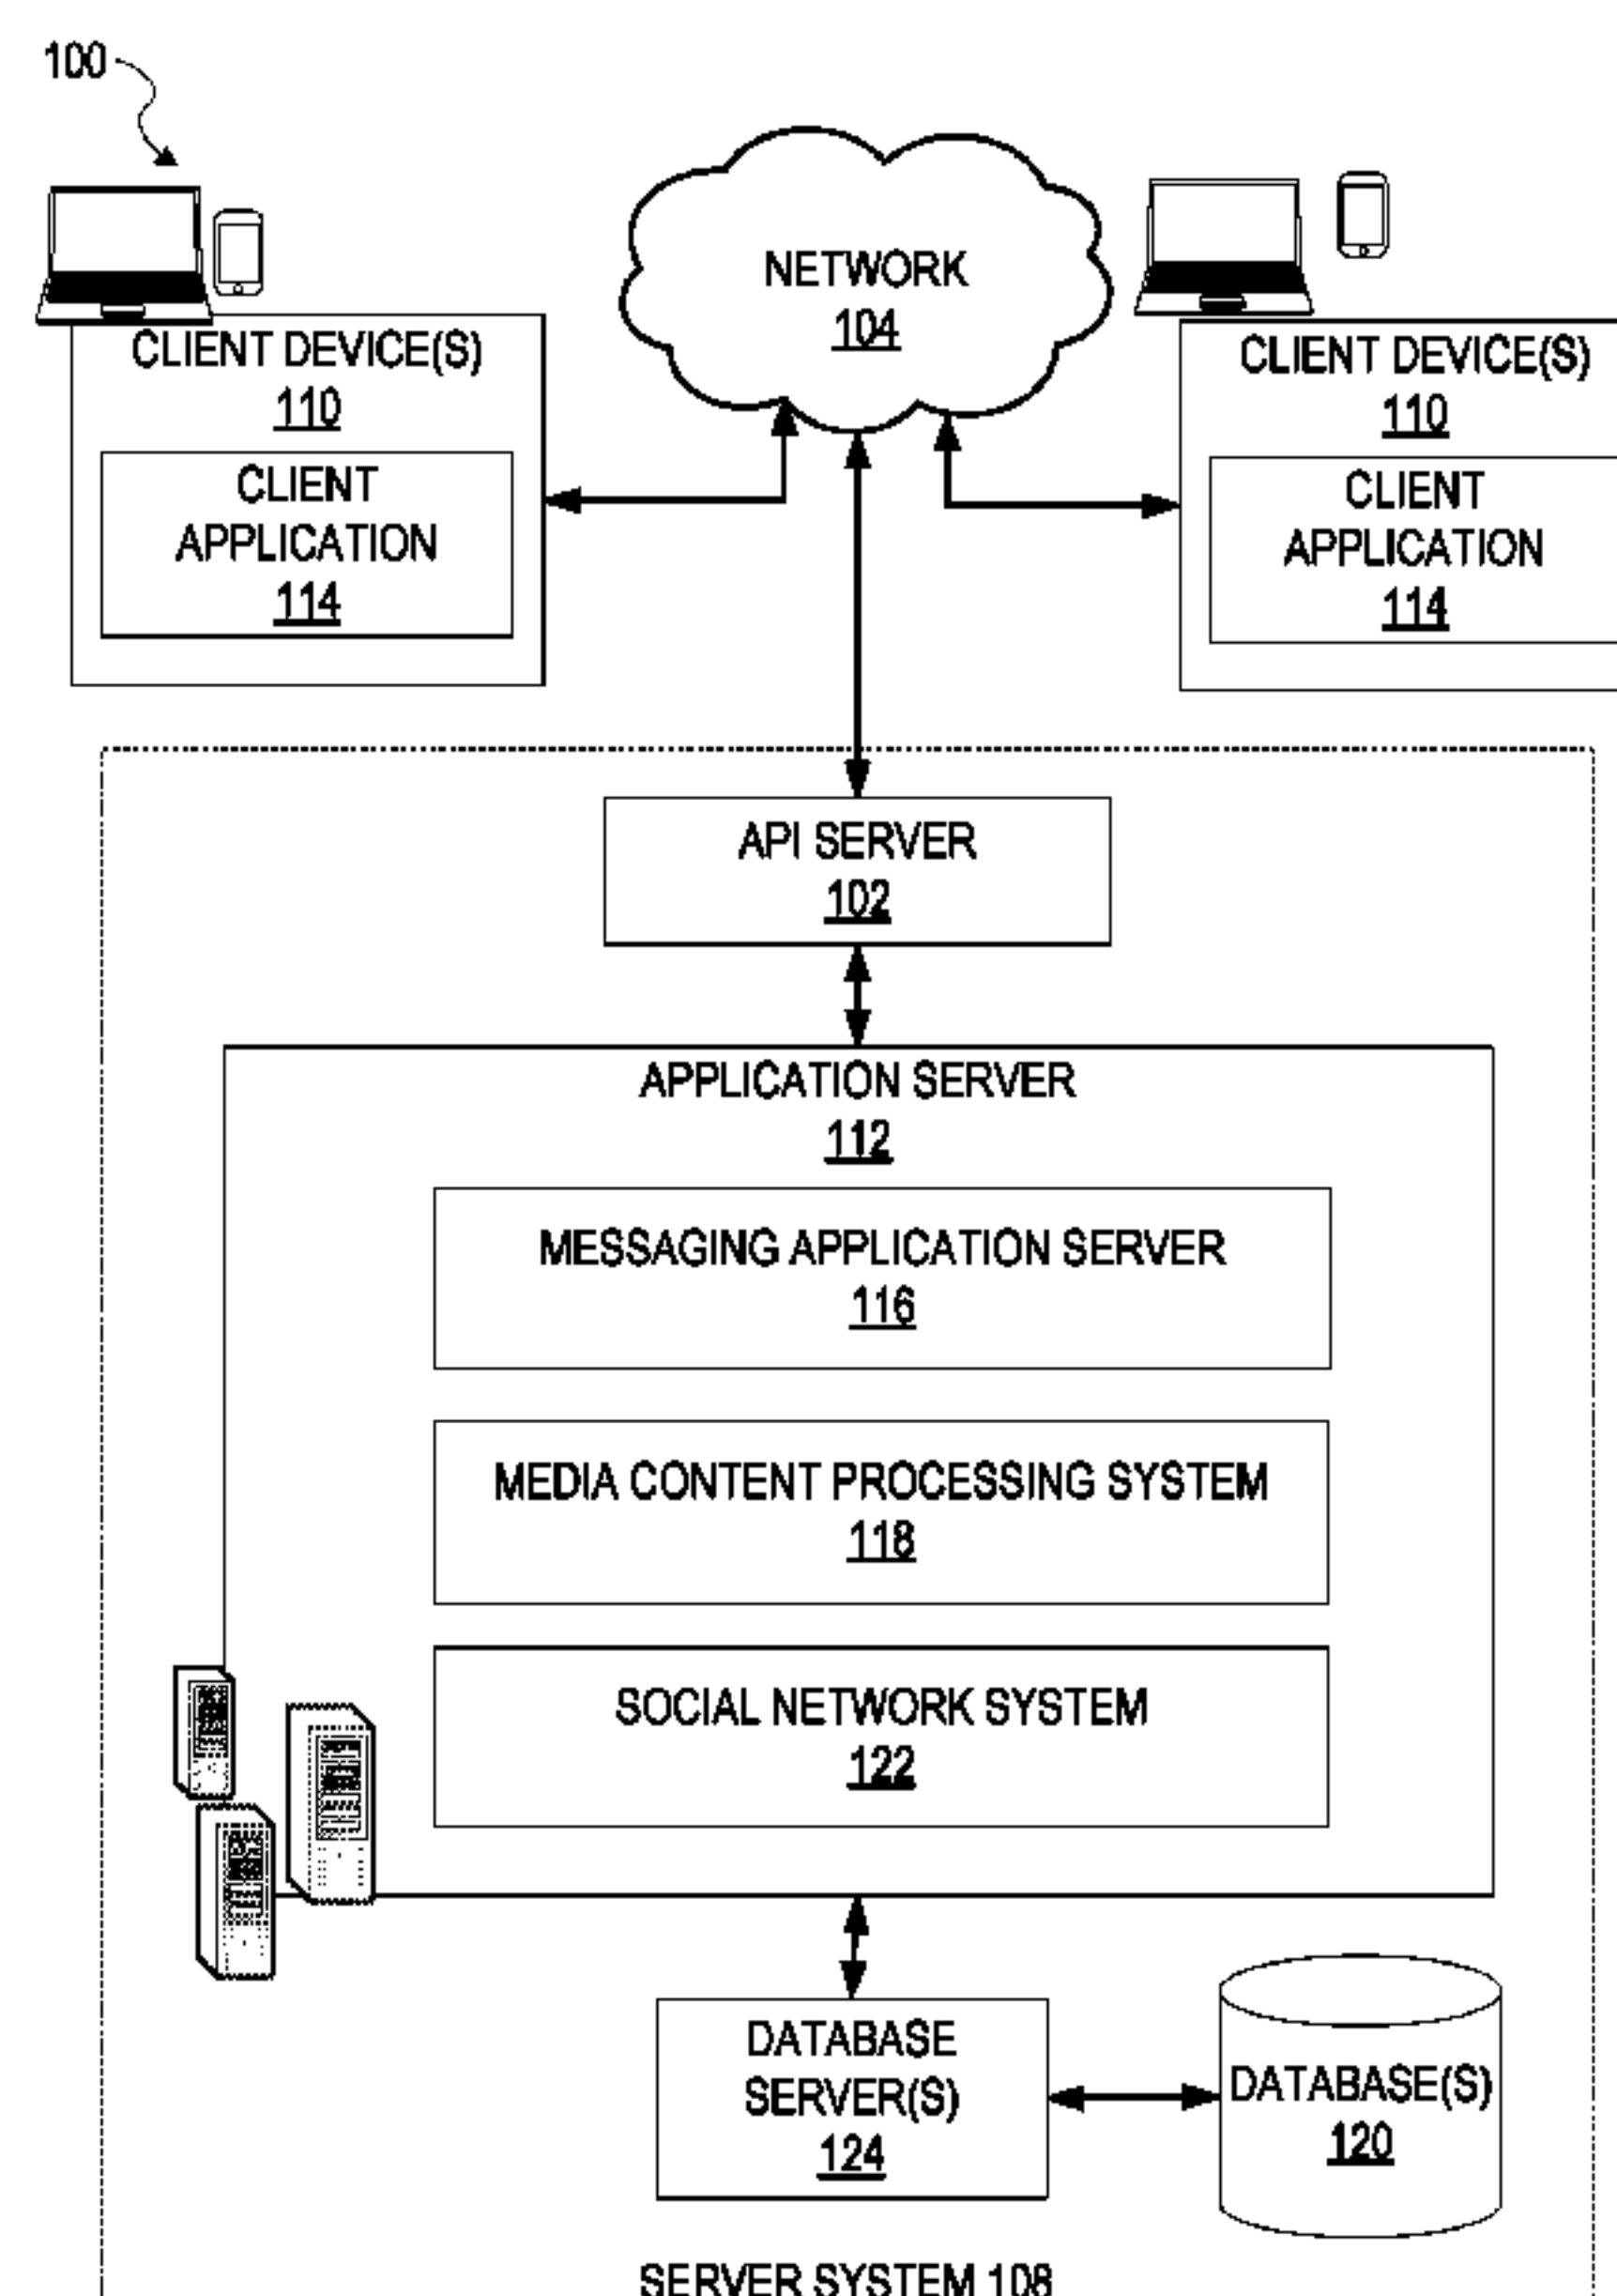 100
NETWORK
104
CLIENT DEVICE(S)
110
CLIENT
APPLICATION
114
CLIENT DEVICE(S)
110
CLIENT
APPLICATION
114
API SERVER
102
APPLICATION SERVER
112
MESSAGING APPLICATION SERVER
116
MEDIA CONTENT PROCESSING SYSTEM
118
SOCIAL NETWORK SYSTEM
122
DATABASE
SERVER(S)
124
DATABASE(S)
120
SERVER SYSTEM 108